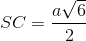 SC = \frac{a\sqrt{6}}{2}